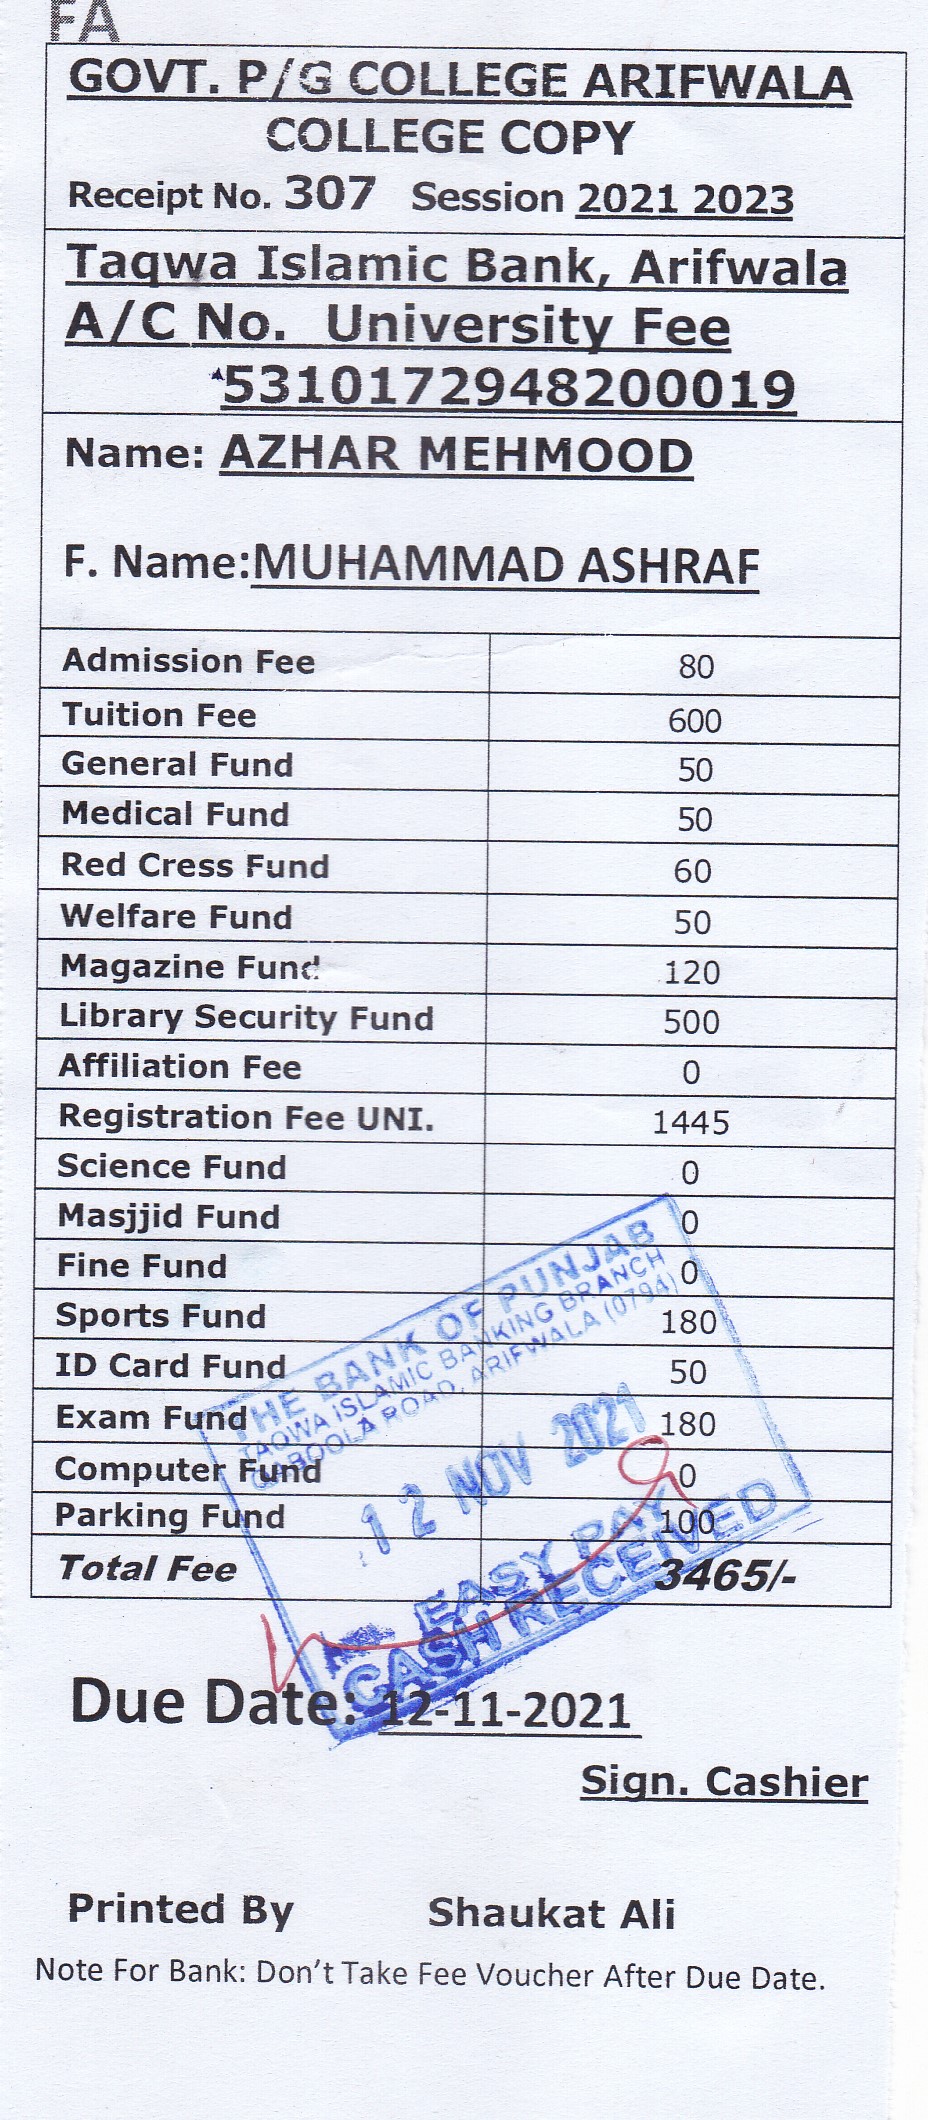 FA
GOVT. P/G COLLEGE ARIFWALA
COLLEGE COPY
Receipt No. 307 Session 2021 2023
Taqwa Islamic Bank, Arifwala
A/C No. University Fee
5310172948200019
Name: AZHAR MEHMOOD
F. Name:MUHAMMAD ASHRAF
Admission Fee 80
Tuition Fee 600
General Fund 50
Medical Fund 50
Red Cress Fund 60
Welfare Fund 50
Magazine Fund 120
Library Security Fund 500
Affiliation Fee 0
Registration Fee UNI. 1445
Science Fund 0
Masjjid Fund 0
Fine Fund 0
Sports Fund 180
ID Card Fund 50
Exam Fund 180
Computer Fund 0
Parking Fund 100
Total Fee 3465/-
THE BANK OF PUNJAB
TAQWA ISLAMIC BANKING BRANCH
QABOOLA ROAD, ARIFWALA (0794)
12 NOV 2021
EASY PAY
CASH RECEIVED
Due Date: 12-11-2021
Sign. Cashier
Printed By Shaukat Ali
Note For Bank: Don't Take Fee Voucher After Due Date.